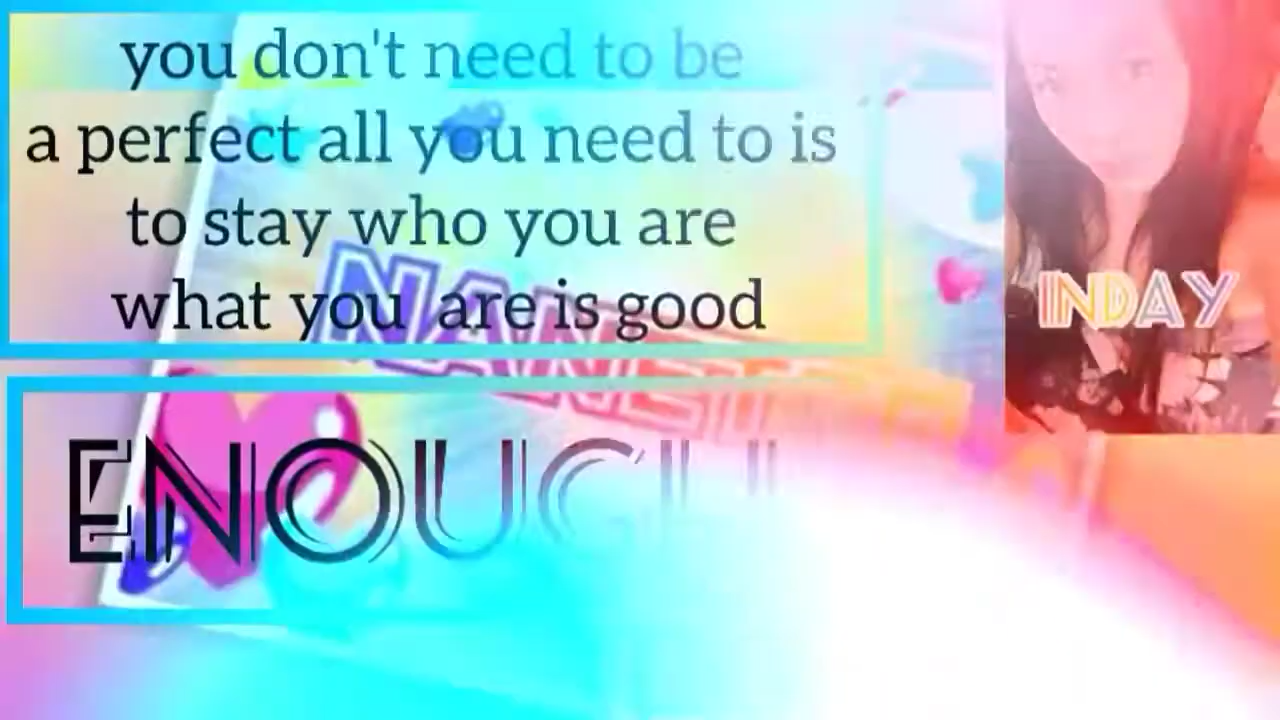 you don't need to be
a perfect all you need to is
to stay who you are
what you are is good
ENOUGH
INDAY